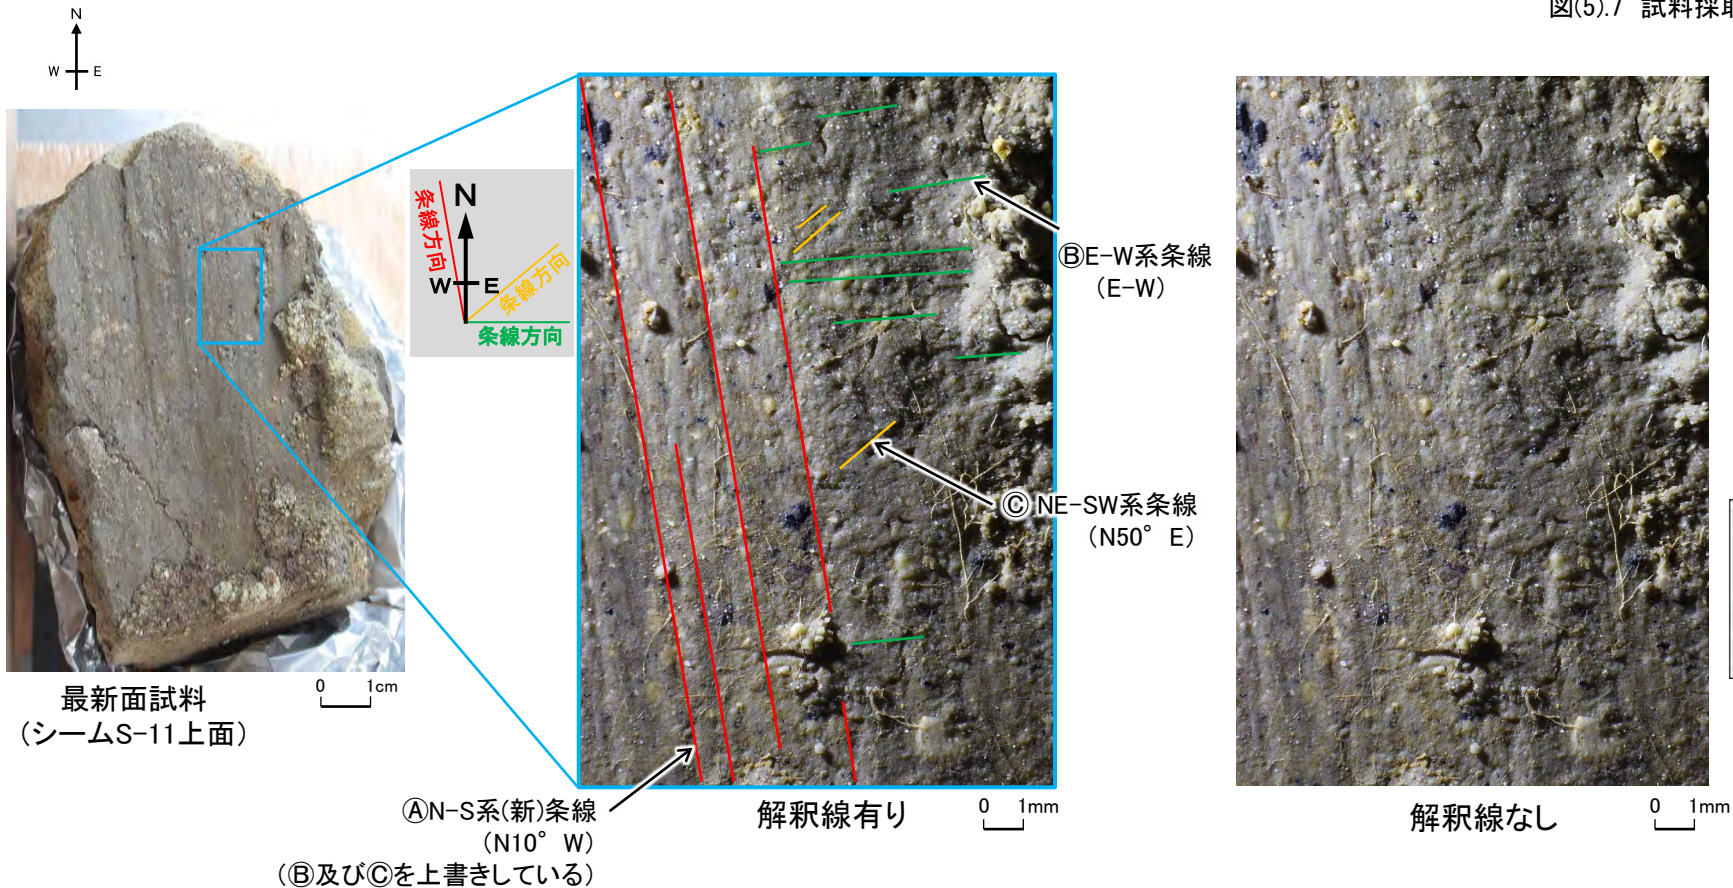 図(5).7 試料採取
N
W E
条線方向
N
W E
条線方向
条線方向
ⒷE-W系条線
(E-W)
Ⓒ NE-SW系条線
(N50° E)
最新面試料
(シームS-11上面)
0 1cm
ⒶN-S系(新)条線
(N10° W)
(Ⓑ及びⒸを上書きしている)
解釈線有り
0 1mm
解釈線なし
0 1mm